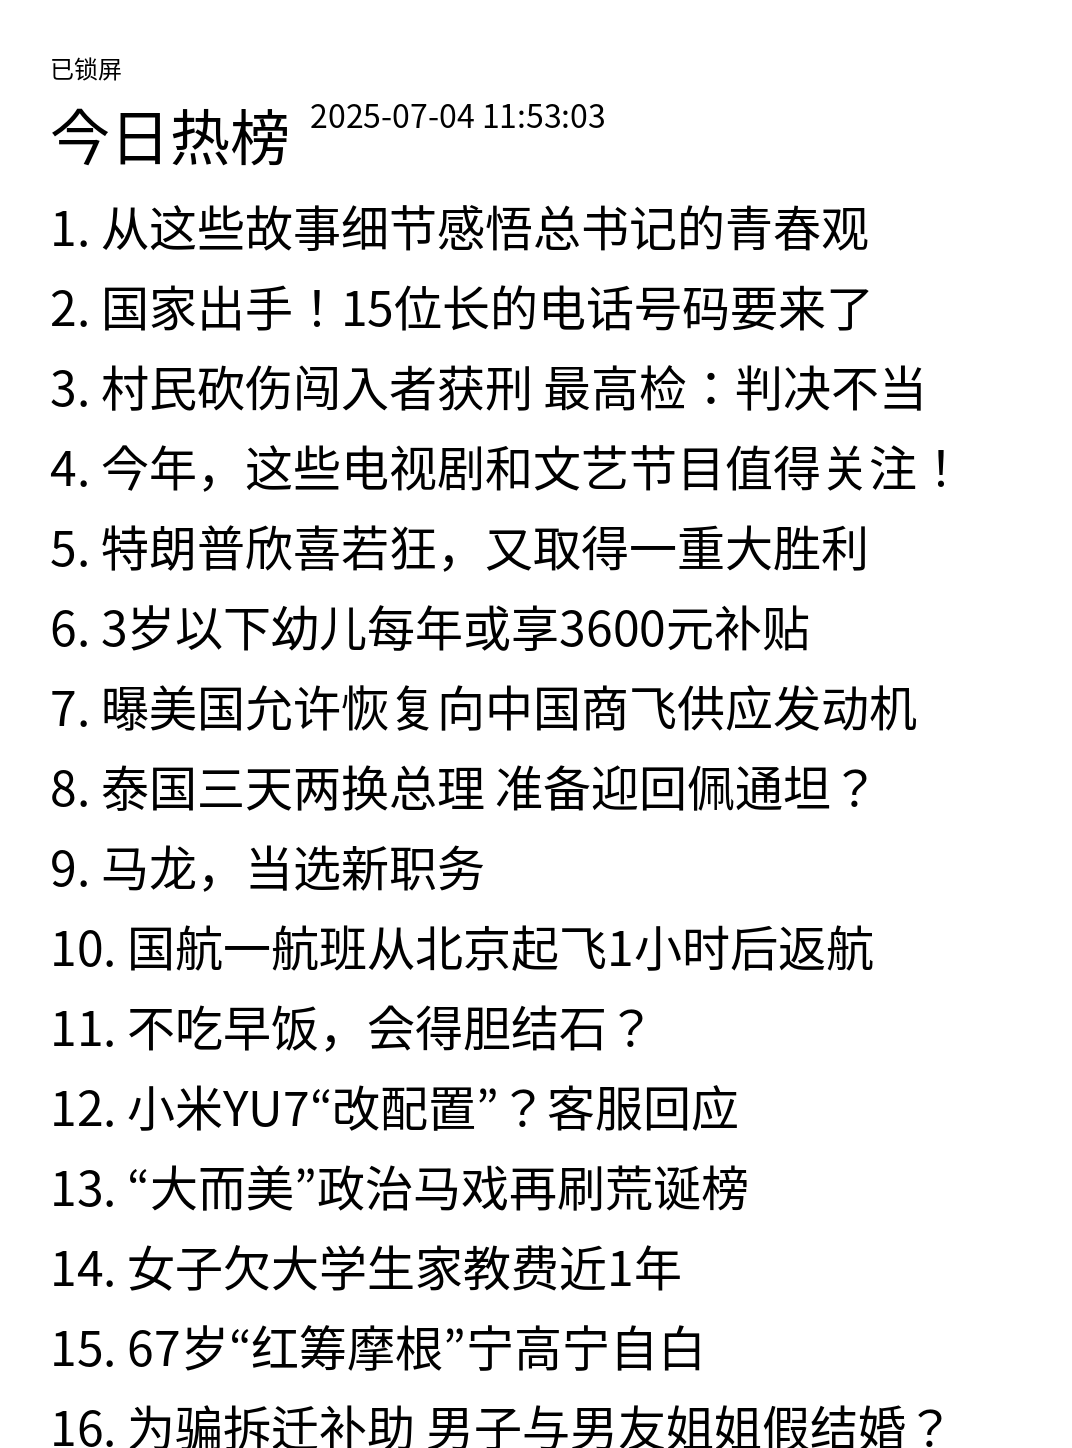 已锁屏
今日热榜 2025-07-04 11:53:03
1. 从这些故事细节感悟总书记的青春观
2. 国家出手！15位长的电话号码要来了
3. 村民砍伤闯入者获刑 最高检：判决不当
4. 今年，这些电视剧和文艺节目值得关注！
5. 特朗普欣喜若狂，又取得一重大胜利
6. 3岁以下幼儿每年或享3600元补贴
7. 曝美国允许恢复向中国商飞供应发动机
8. 泰国三天两换总理 准备迎回佩通坦？
9. 马龙，当选新职务
10. 国航一航班从北京起飞1小时后返航
11. 不吃早饭，会得胆结石？
12. 小米YU7“改配置”？客服回应
13. “大而美”政治马戏再刷荒诞榜
14. 女子欠大学生家教费近1年
15. 67岁“红筹摩根”宁高宁自白
16. 为骗拆迁补助 男子与男友姐姐假结婚？